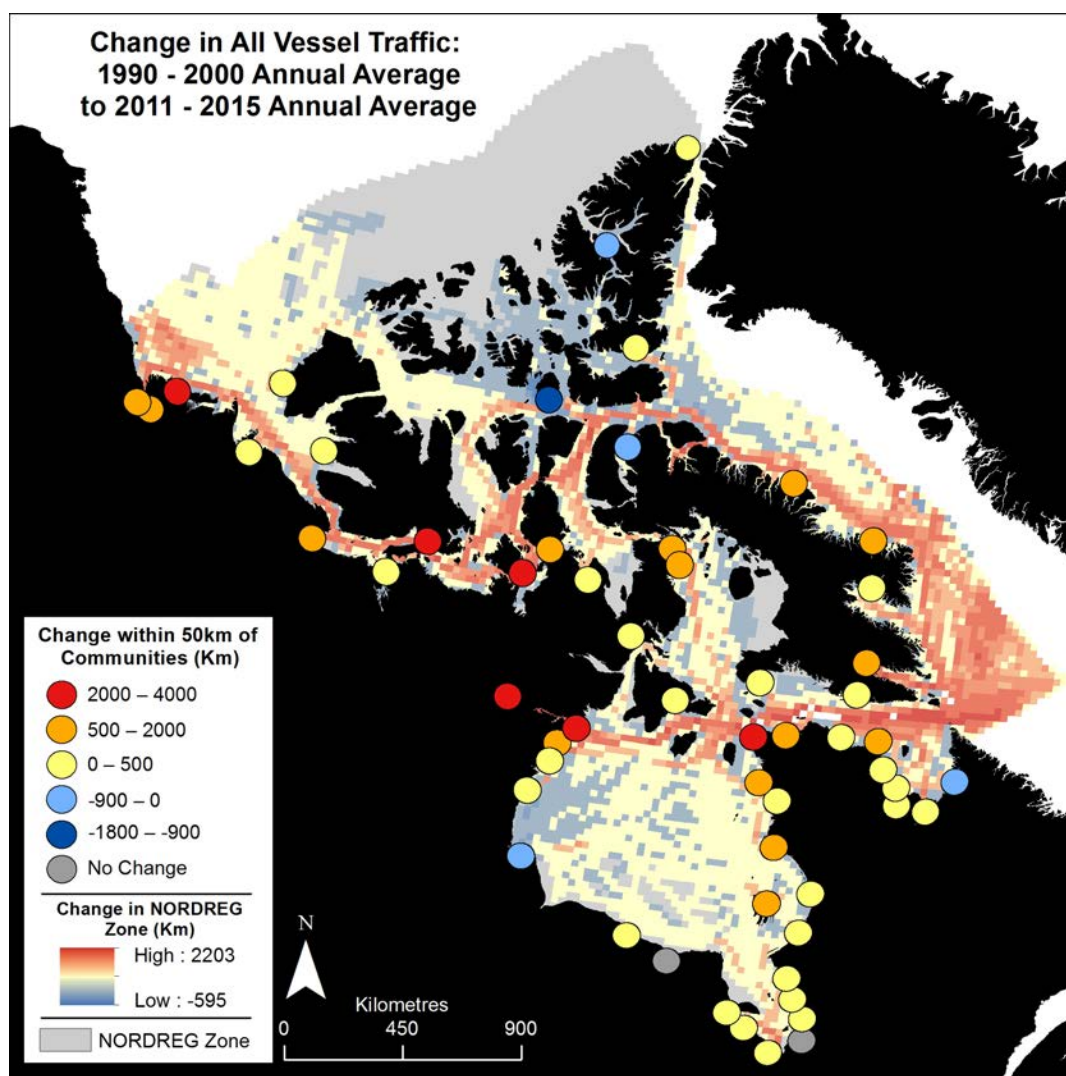 Change in All Vessel Traffic:
1990 - 2000 Annual Average
to 2011 - 2015 Annual Average
Change within 50km of
Communities (Km)
2000 – 4000
500 – 2000
0 – 500
-900 – 0
-1800 – -900
No Change
Change in NORDREG
Zone (Km)
High : 2203
Low : -595
NORDREG Zone
N
Kilometres
0 450 900